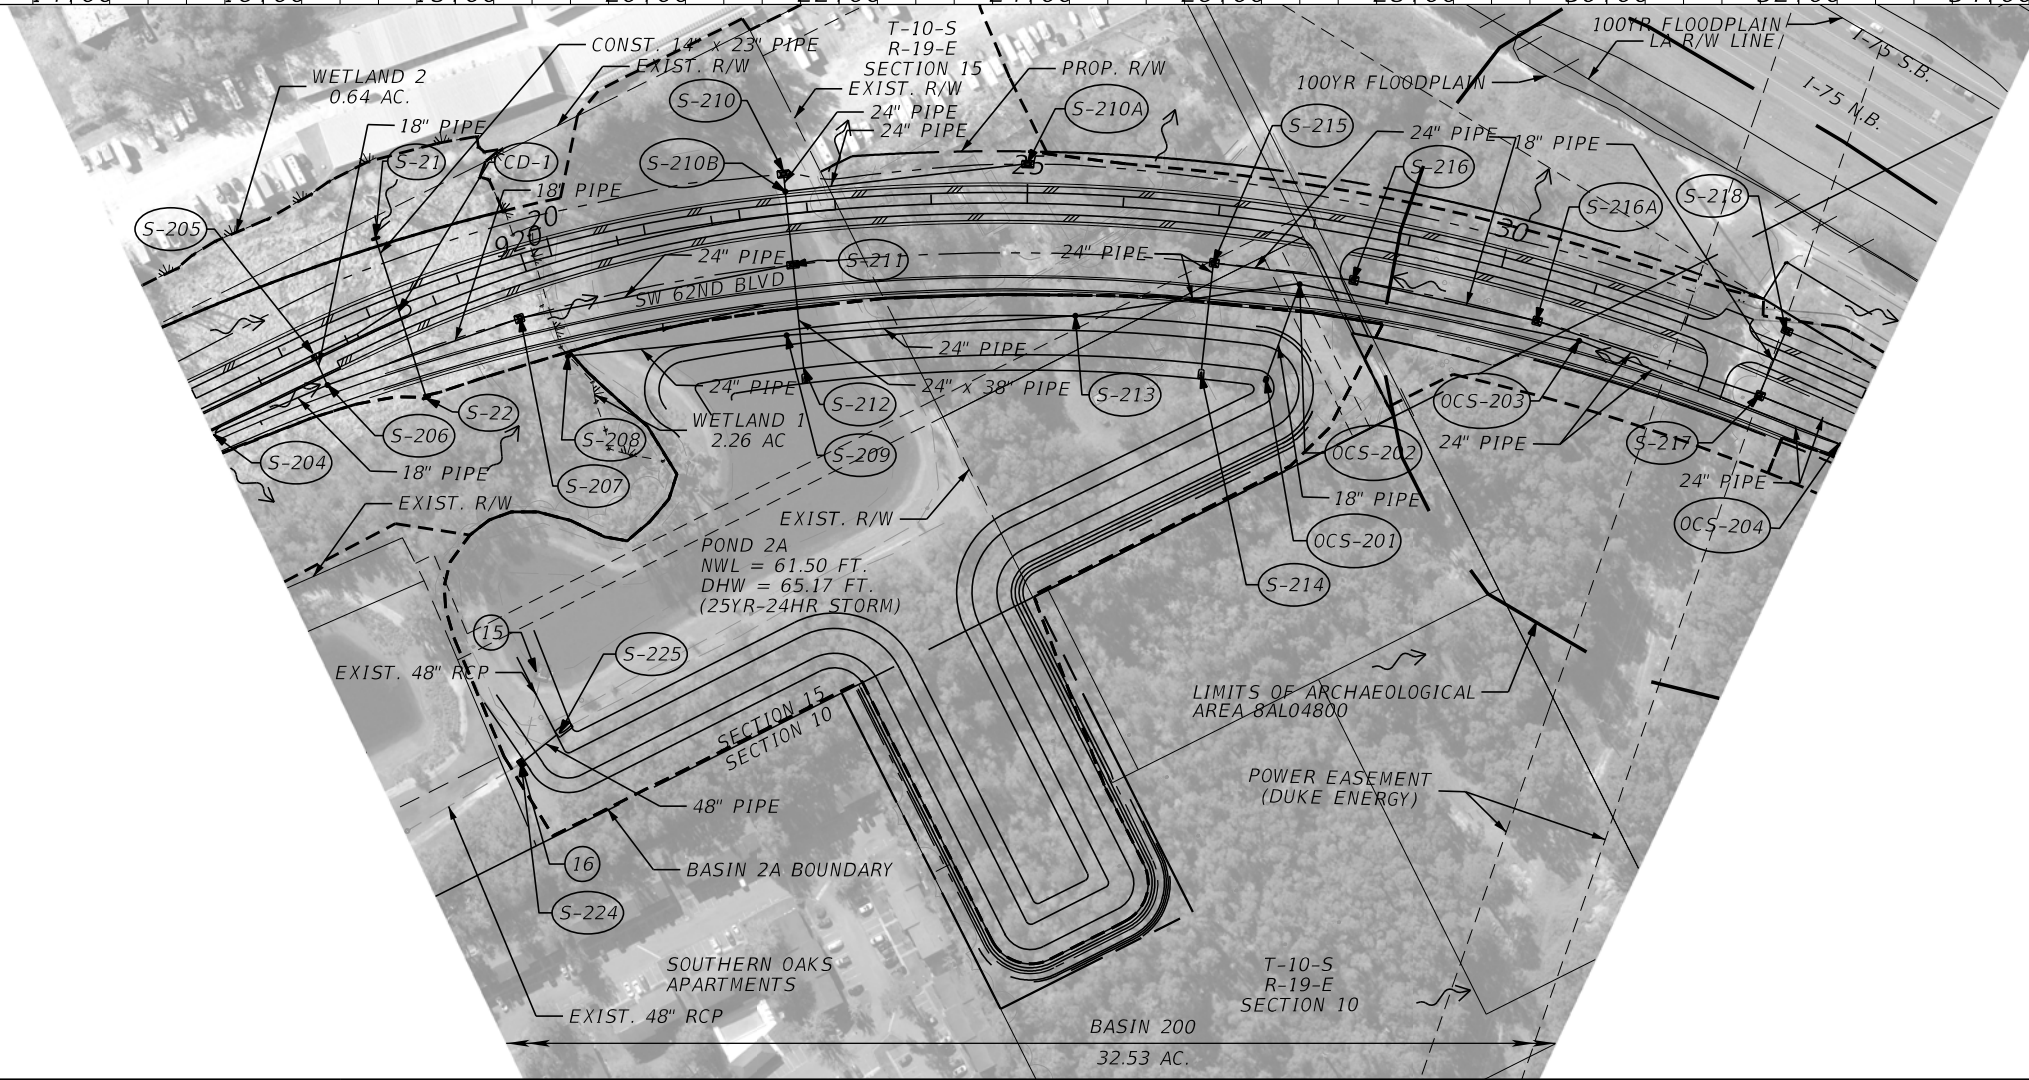 CONST. 14" x 23" PIPE
EXIST. R/W
WETLAND 2
0.64 AC.
T-10-S
R-19-E
SECTION 15
EXIST. R/W
24" PIPE
24" PIPE
PROP. R/W
100YR FLOODPLAIN
LA R/W LINE
100YR FLOODPLAIN
I-75 S.B.
I-75 N.B.
S-210
S-210A
S-215
24" PIPE
18" PIPE
18" PIPE
S-21
CD-1
S-210B
25
S-216
18" PIPE
S-216A
S-218
S-205
20
920
30
24" PIPE
S-211
24" PIPE
SW 62ND BLVD
5
24" PIPE
24" PIPE
24" x 38" PIPE
S-213
S-212
OCS-203
WETLAND 1
2.26 AC
S-22
S-206
S-208
S-209
24" PIPE
S-217
S-204
18" PIPE
S-207
OCS-202
24" PIPE
EXIST. R/W
18" PIPE
EXIST. R/W
OCS-204
OCS-201
POND 2A
NWL = 61.50 FT.
DHW = 65.17 FT.
(25YR-24HR STORM)
S-214
15
S-225
EXIST. 48" RCP
LIMITS OF ARCHAEOLOGICAL
AREA 8AL04800
SECTION 15
SECTION 10
POWER EASEMENT
(DUKE ENERGY)
48" PIPE
16
BASIN 2A BOUNDARY
S-224
SOUTHERN OAKS
APARTMENTS
T-10-S
R-19-E
SECTION 10
EXIST. 48" RCP
BASIN 200
32.53 AC.